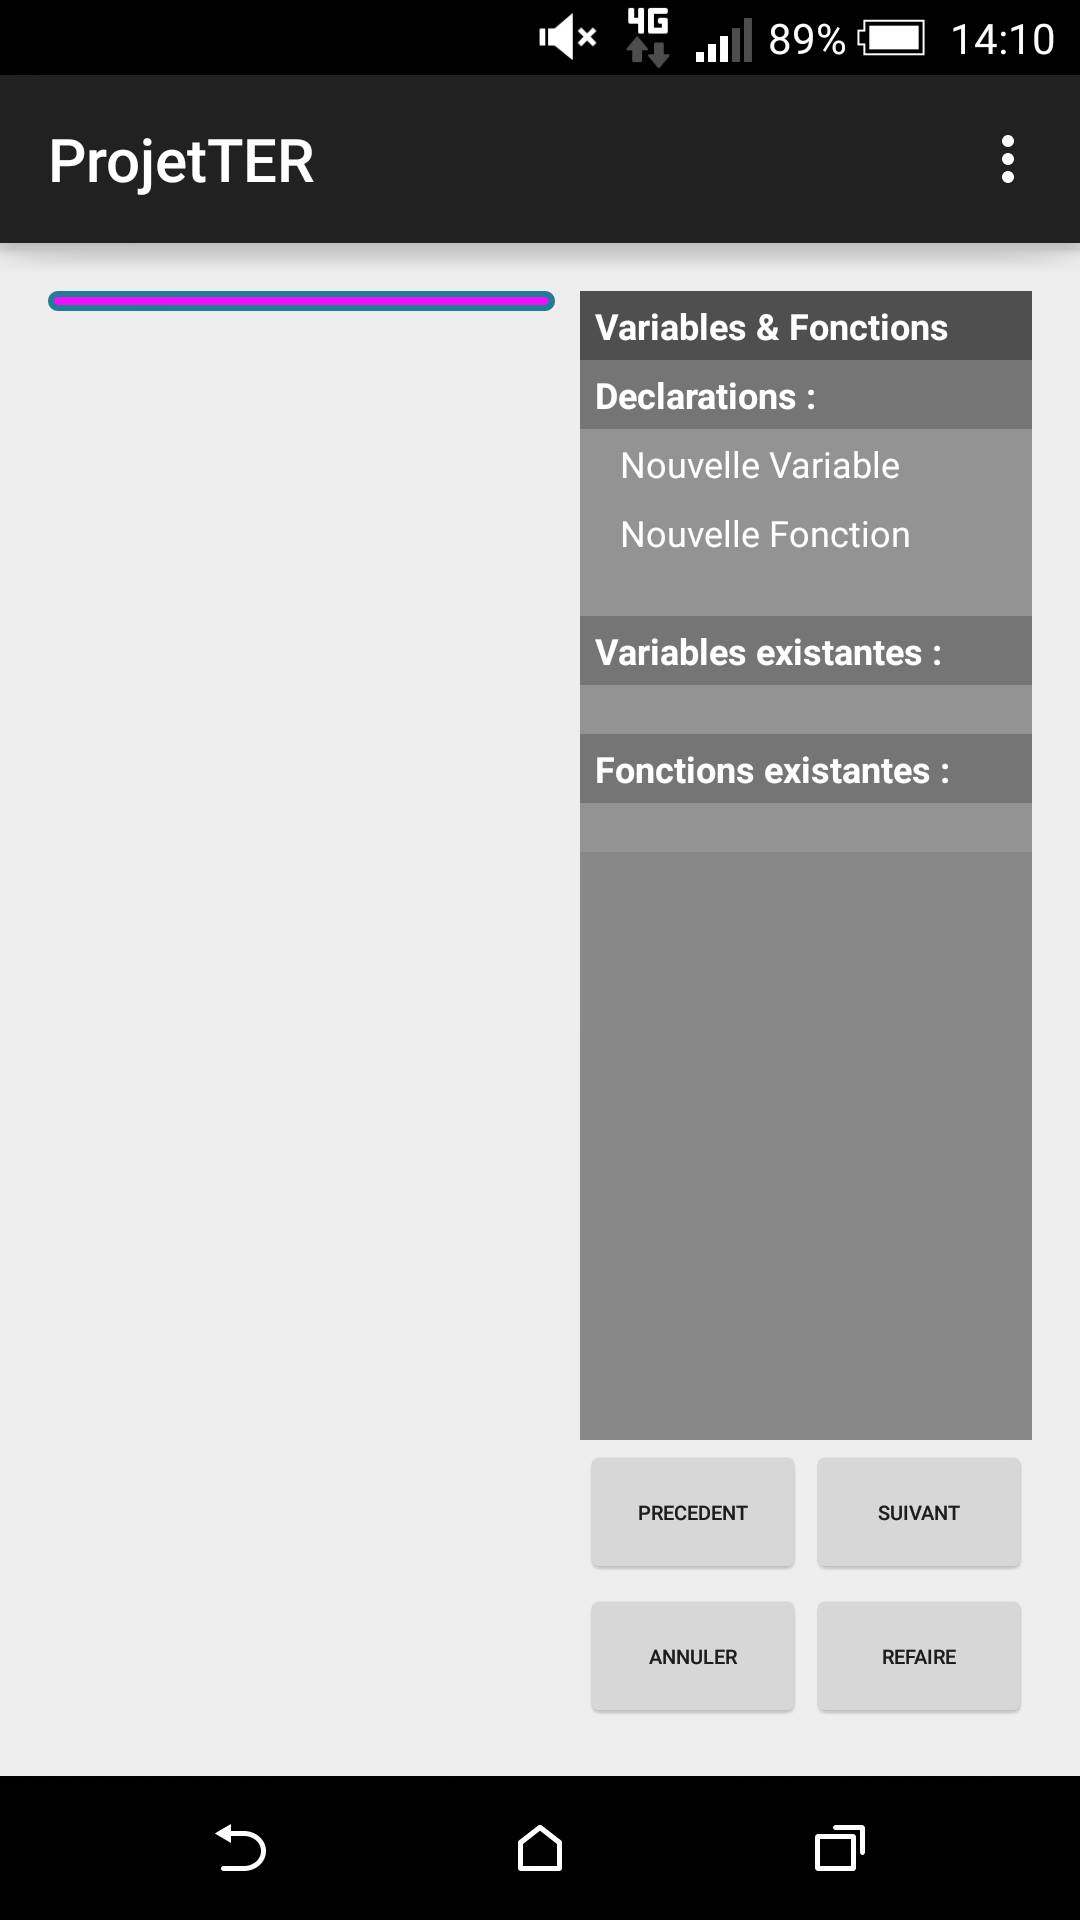 4G 89% 14:10
ProjetTER
Variables & Fonctions
Declarations :
Nouvelle Variable
Nouvelle Fonction
Variables existantes :
Fonctions existantes :
PRECEDENT SUIVANT
ANNULER REFAIRE